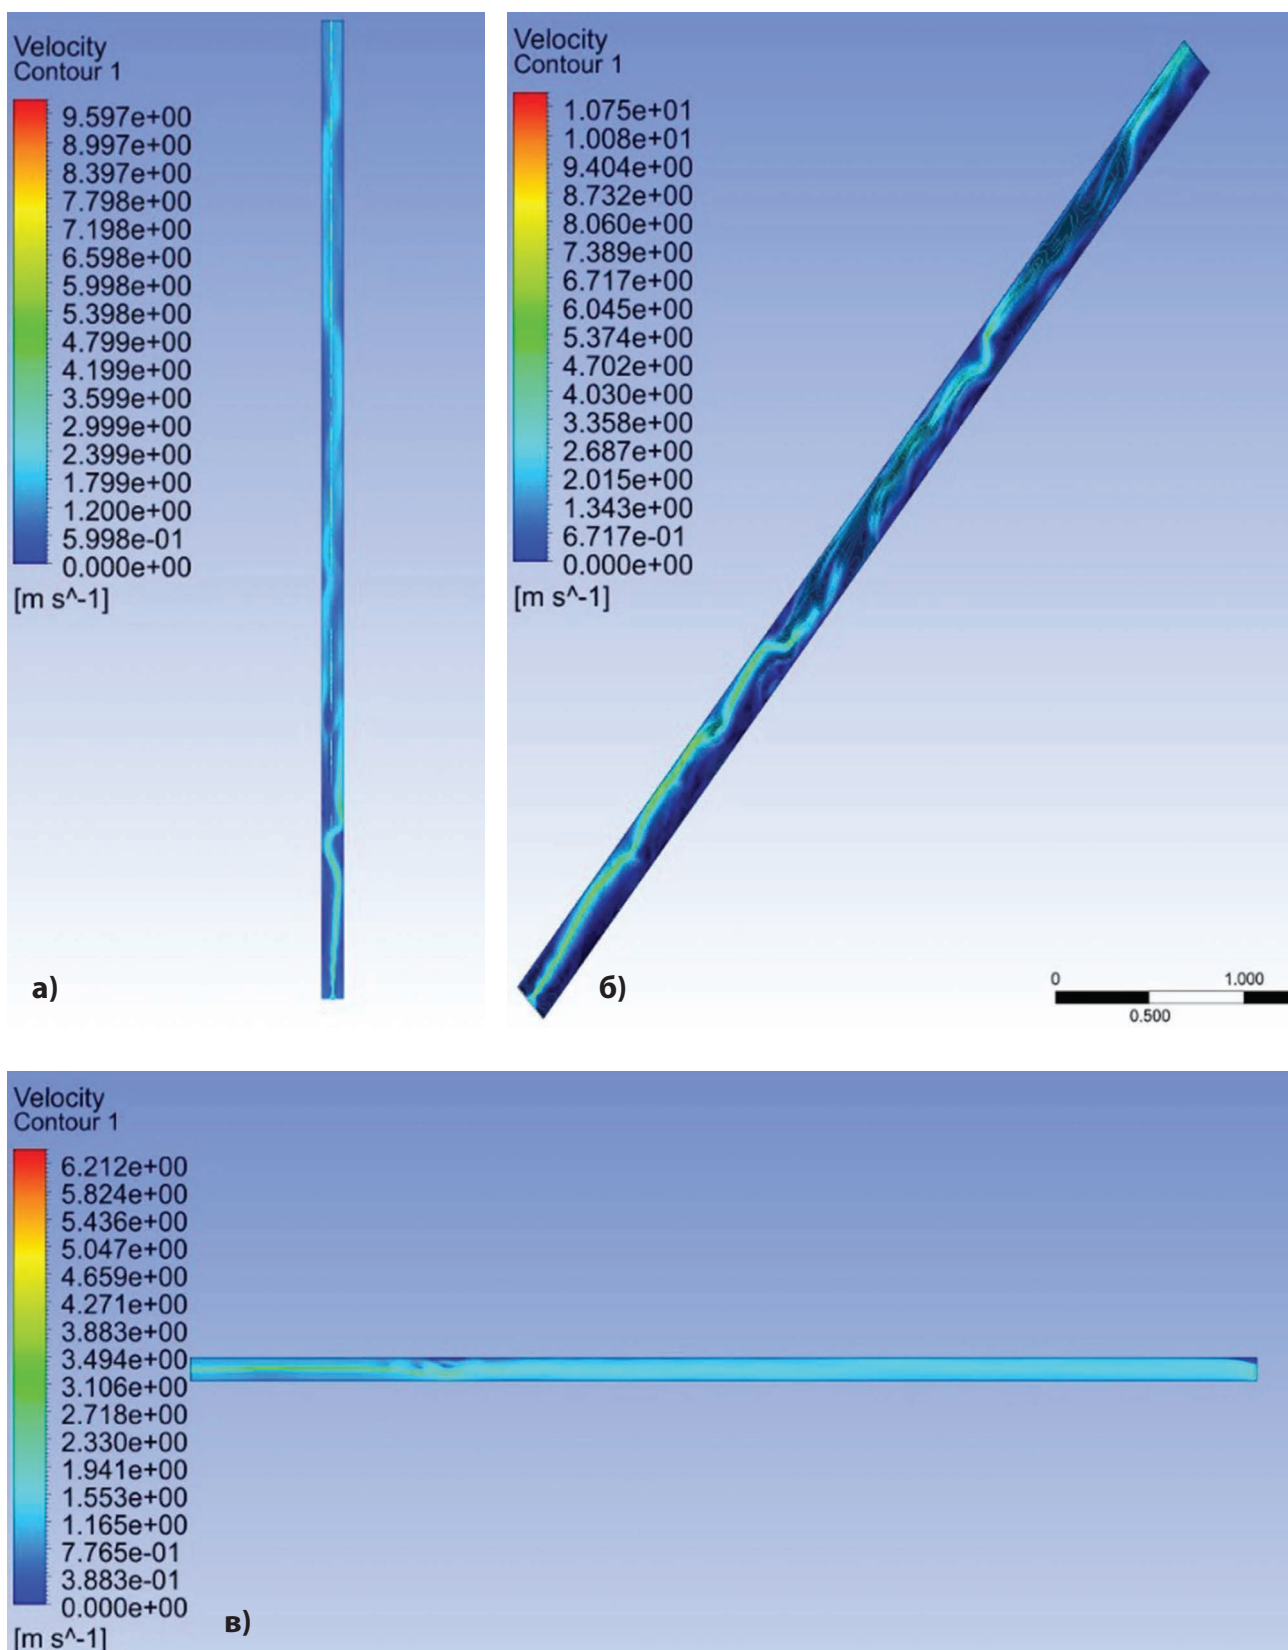 Velocity
Contour 1
9.597e+00
8.997e+00
8.397e+00
7.798e+00
7.198e+00
6.598e+00
5.998e+00
5.398e+00
4.799e+00
4.199e+00
3.599e+00
2.999e+00
2.399e+00
1.799e+00
1.200e+00
5.998e-01
0.000e+00
[m s^-1]
а)
Velocity
Contour 1
1.075e+01
1.008e+01
9.404e+00
8.732e+00
8.060e+00
7.389e+00
6.717e+00
6.045e+00
5.374e+00
4.702e+00
4.030e+00
3.358e+00
2.687e+00
2.015e+00
1.343e+00
6.717e-01
0.000e+00
[m s^-1]
б)
0 1.000
0.500
Velocity
Contour 1
6.212e+00
5.824e+00
5.436e+00
5.047e+00
4.659e+00
4.271e+00
3.883e+00
3.494e+00
3.106e+00
2.718e+00
2.330e+00
1.941e+00
1.553e+00
1.165e+00
7.765e-01
3.883e-01
0.000e+00
[m s^-1]
в)